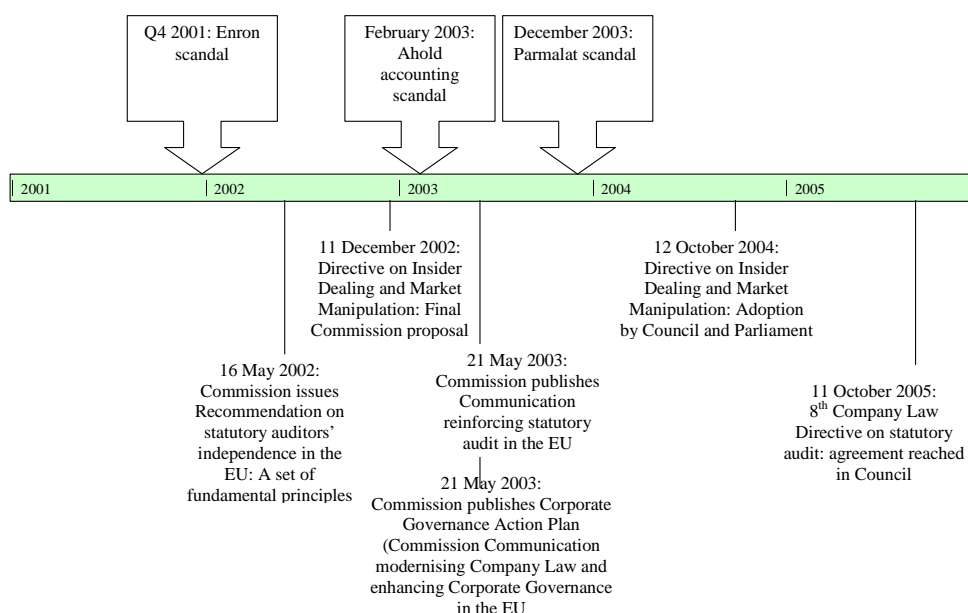 Q4 2001: Enron
scandal
February 2003:
Ahold
accounting
scandal
December 2003:
Parmalat scandal
2001
2002
2003
2004
2005
11 December 2002:
Directive on Insider
Dealing and Market
Manipulation: Final
Commission proposal
12 October 2004:
Directive on Insider
Dealing and Market
Manipulation: Adoption
by Council and Parliament
16 May 2002:
Commission issues
Recommendation on
statutory auditors’
independence in the
EU: A set of
fundamental principles
21 May 2003:
Commission publishes
Communication
reinforcing statutory
audit in the EU
11 October 2005:
8th Company Law
Directive on statutory
audit: agreement reached
in Council
21 May 2003:
Commission publishes Corporate
Governance Action Plan
(Commission Communication
modernising Company Law and
enhancing Corporate Governance
in the EU